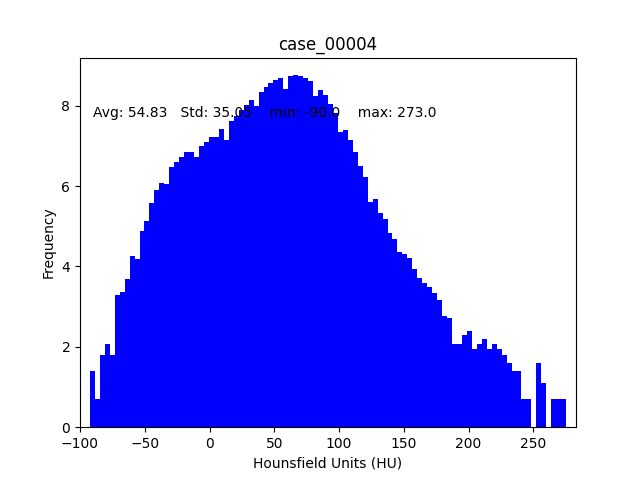 case_00004
Avg: 54.83 Std: 35.05 min: -90.0 max: 273.0
Frequency
8
6
4
2
0
−100 −50 0 50 100 150 200 250
Hounsfield Units (HU)